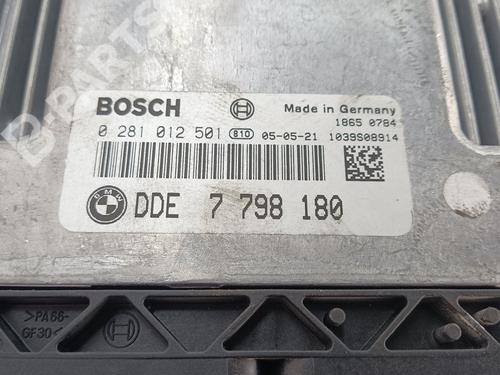 B-PARTS
BOSCH
Made in Germany
1865 0784
0 281 012 501 810 05-05-21 1039S08914
BMW DDE 7 798 180
>PA66-
GF30<